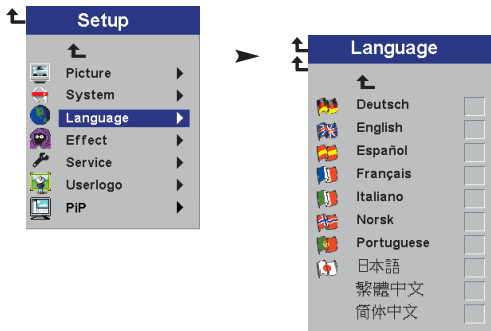 Setup
Picture
System
Language
Effect
Service
Userlogo
PiP
Language
Deutsch
English
Español
Français
Italiano
Norsk
Portuguese
日本語
繁體中文
简体中文